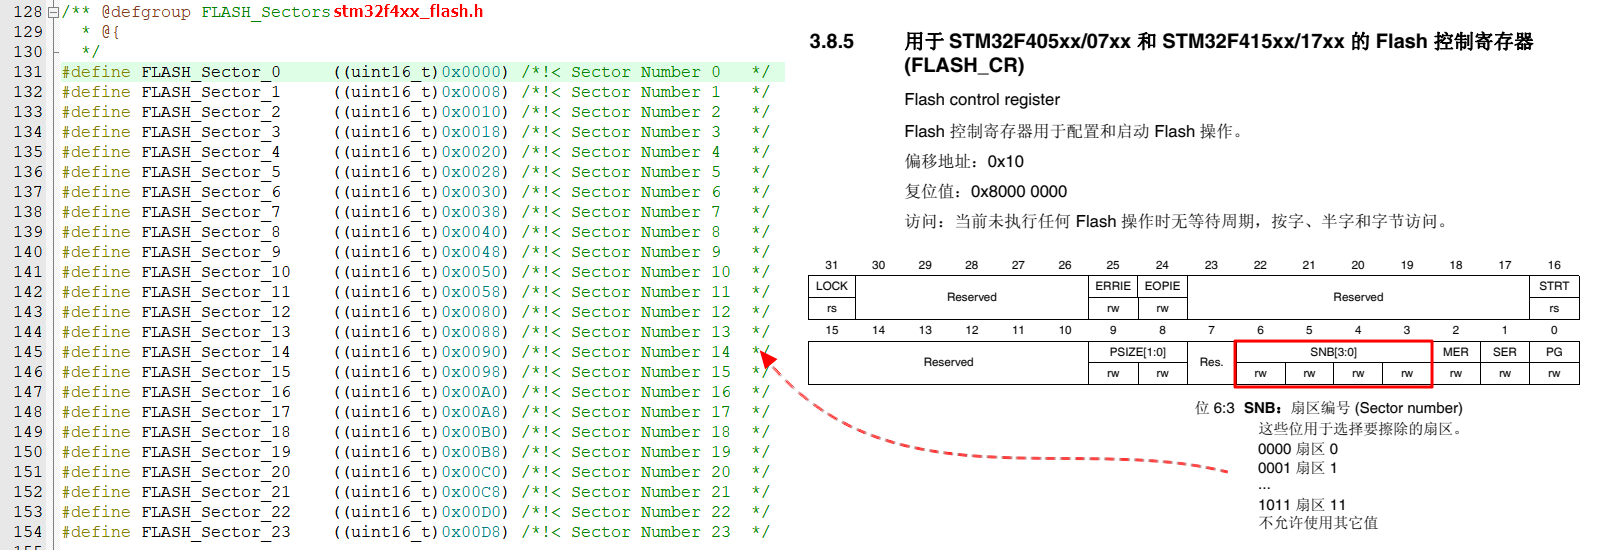 128 /** @defgroup FLASH_Sectors stm32f4xx_flash.h
129 * @{
130 */
131 #define FLASH_Sector_0 ((uint16_t)0x0000) /*!< Sector Number 0 */
132 #define FLASH_Sector_1 ((uint16_t)0x0008) /*!< Sector Number 1 */
133 #define FLASH_Sector_2 ((uint16_t)0x0010) /*!< Sector Number 2 */
134 #define FLASH_Sector_3 ((uint16_t)0x0018) /*!< Sector Number 3 */
135 #define FLASH_Sector_4 ((uint16_t)0x0020) /*!< Sector Number 4 */
136 #define FLASH_Sector_5 ((uint16_t)0x0028) /*!< Sector Number 5 */
137 #define FLASH_Sector_6 ((uint16_t)0x0030) /*!< Sector Number 6 */
138 #define FLASH_Sector_7 ((uint16_t)0x0038) /*!< Sector Number 7 */
139 #define FLASH_Sector_8 ((uint16_t)0x0040) /*!< Sector Number 8 */
140 #define FLASH_Sector_9 ((uint16_t)0x0048) /*!< Sector Number 9 */
141 #define FLASH_Sector_10 ((uint16_t)0x0050) /*!< Sector Number 10 */
142 #define FLASH_Sector_11 ((uint16_t)0x0058) /*!< Sector Number 11 */
143 #define FLASH_Sector_12 ((uint16_t)0x0080) /*!< Sector Number 12 */
144 #define FLASH_Sector_13 ((uint16_t)0x0088) /*!< Sector Number 13 */
145 #define FLASH_Sector_14 ((uint16_t)0x0090) /*!< Sector Number 14 */
146 #define FLASH_Sector_15 ((uint16_t)0x0098) /*!< Sector Number 15 */
147 #define FLASH_Sector_16 ((uint16_t)0x00A0) /*!< Sector Number 16 */
148 #define FLASH_Sector_17 ((uint16_t)0x00A8) /*!< Sector Number 17 */
149 #define FLASH_Sector_18 ((uint16_t)0x00B0) /*!< Sector Number 18 */
150 #define FLASH_Sector_19 ((uint16_t)0x00B8) /*!< Sector Number 19 */
151 #define FLASH_Sector_20 ((uint16_t)0x00C0) /*!< Sector Number 20 */
152 #define FLASH_Sector_21 ((uint16_t)0x00C8) /*!< Sector Number 21 */
153 #define FLASH_Sector_22 ((uint16_t)0x00D0) /*!< Sector Number 22 */
154 #define FLASH_Sector_23 ((uint16_t)0x00D8) /*!< Sector Number 23 */
3.8.5 用于 STM32F405xx/07xx 和 STM32F415xx/17xx 的 Flash 控制寄存器
(FLASH_CR)
Flash control register
Flash 控制寄存器用于配置和启动 Flash 操作。
偏移地址：0x10
复位值：0x8000 0000
访问：当前未执行任何 Flash 操作时无等待周期，按字、半字和字节访问。
31 30 29 28 27 26 25 24 23 22 21 20 19 18 17 16
LOCK Reserved ERRIE EOPIE Reserved STRT
rs rw rw rs
15 14 13 12 11 10 9 8 7 6 5 4 3 2 1 0
Reserved PSIZE[1:0] Res. SNB[3:0] MER SER PG
rw rw rw rw rw rw rw rw rw
位 6:3 SNB：扇区编号 (Sector number)
这些位用于选择要擦除的扇区。
0000 扇区 0
0001 扇区 1
...
1011 扇区 11
不允许使用其它值